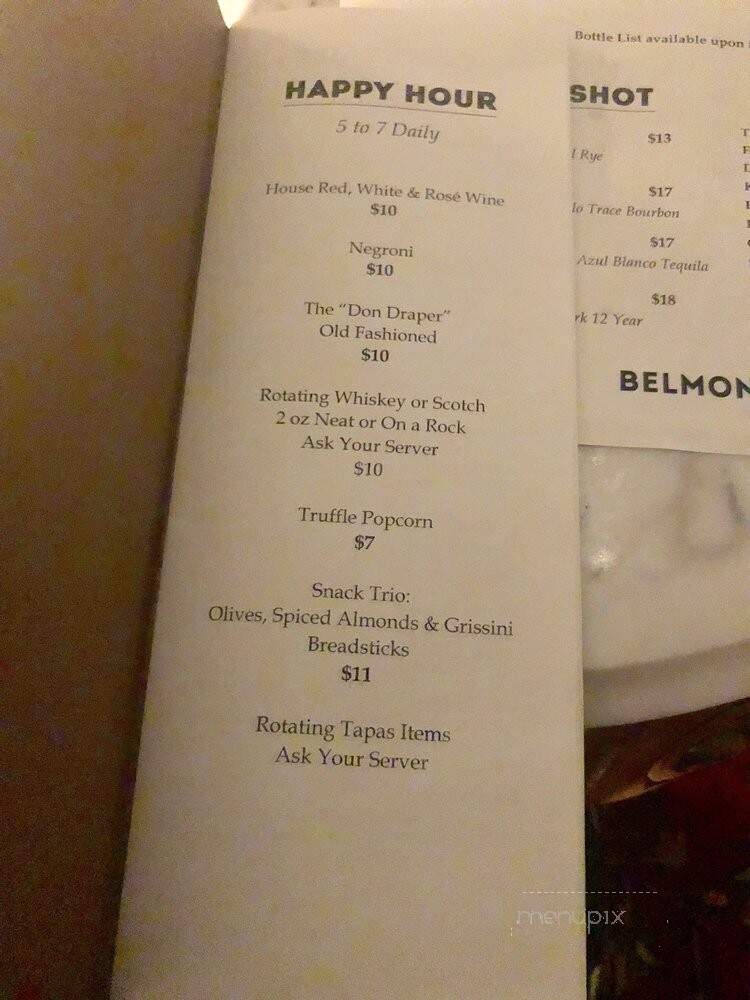 HAPPY HOUR
5 to 7 Daily
House Red, White & Rosé Wine
$10
Negroni
$10
The "Don Draper"
Old Fashioned
$10
Rotating Whiskey or Scotch
2 oz Neat or On a Rock
Ask Your Server
$10
Truffle Popcorn
$7
Snack Trio:
Olives, Spiced Almonds & Grissini
Breadsticks
$11
Rotating Tapas Items
Ask Your Server
Bottle List available upon
SHOT
$13
Rye
$17
Trace Bourbon
$17
Azul Blanco Tequila
$18
12 Year
menupix